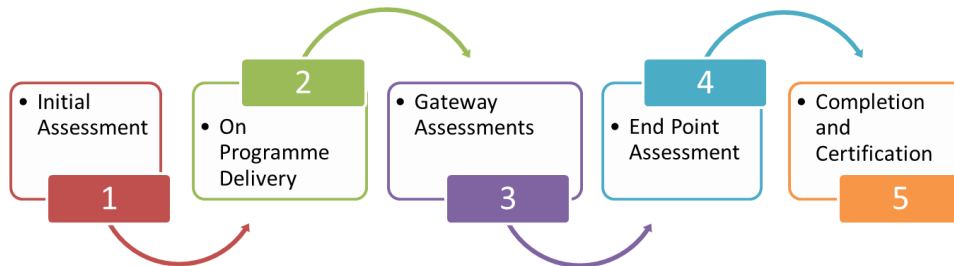 • Initial
Assessment
1
2
• On
Programme
Delivery
• Gateway
Assessments
3
4
• End Point
Assessment
• Completion
and
Certification
5